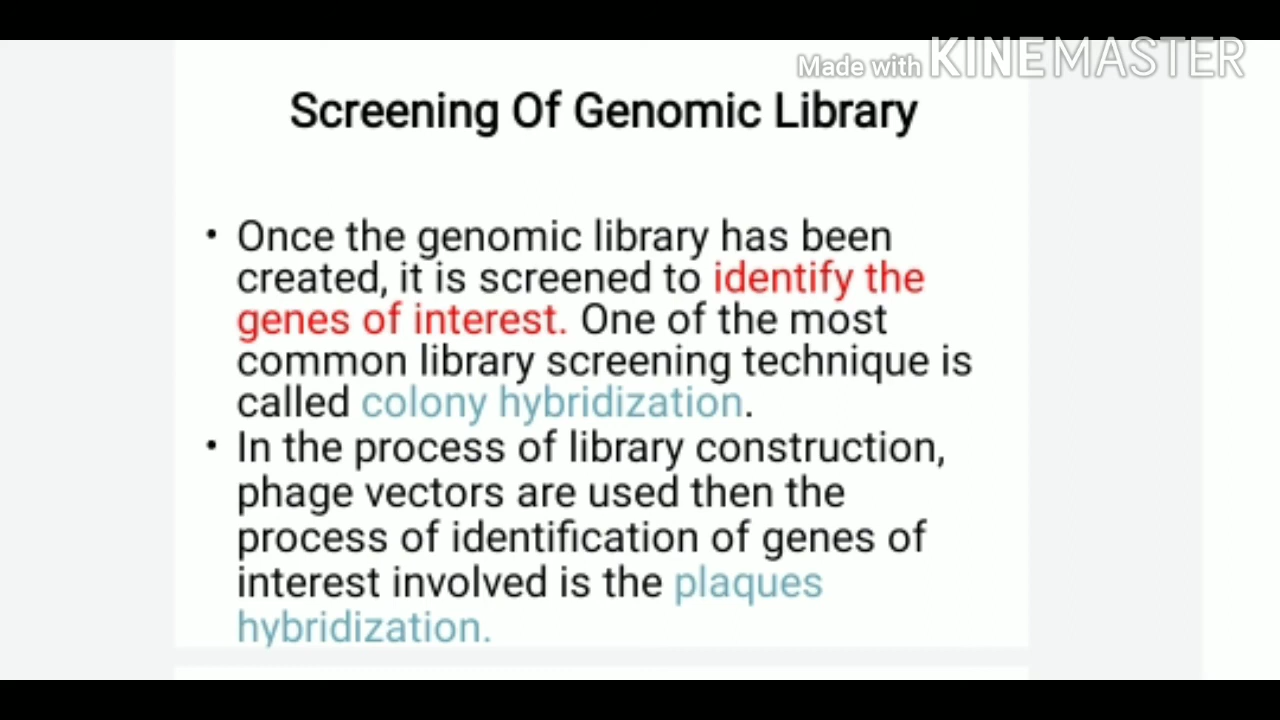 Made with KINEMASTER
Screening Of Genomic Library
• Once the genomic library has been
created, it is screened to identify the
genes of interest. One of the most
common library screening technique is
called colony hybridization.
• In the process of library construction,
phage vectors are used then the
process of identification of genes of
interest involved is the plaques
hybridization.